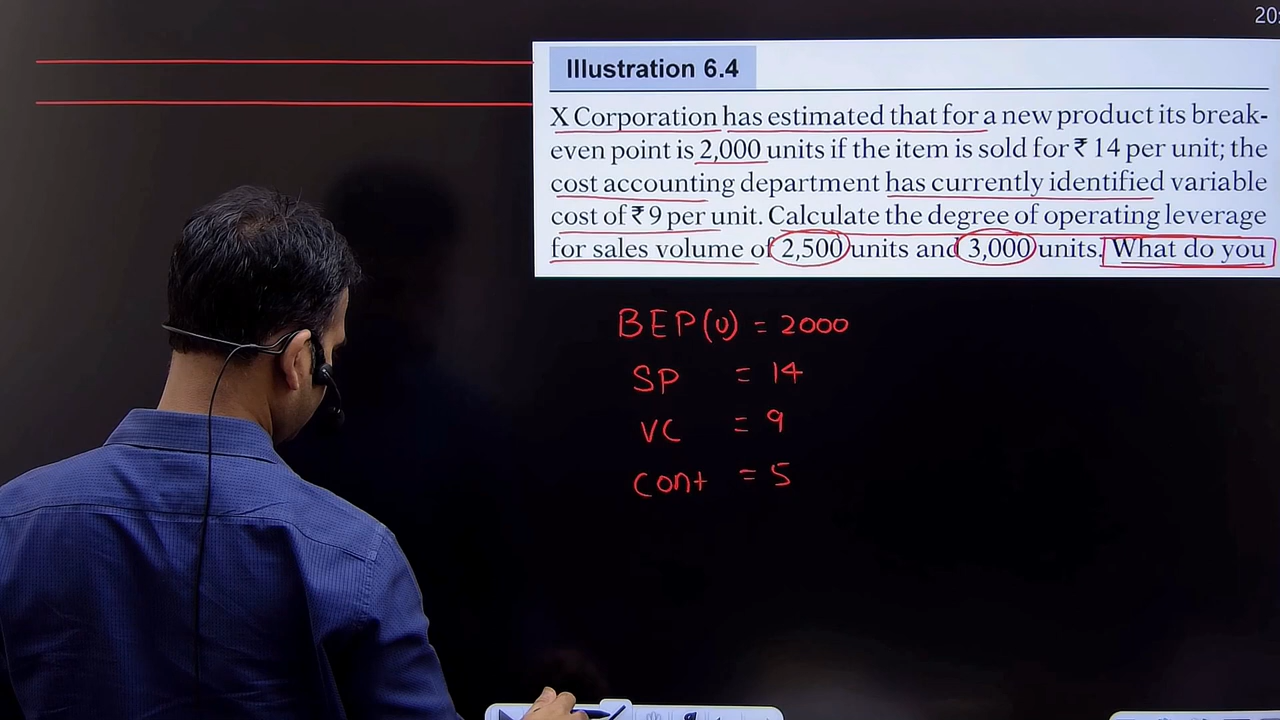 20:
Illustration 6.4
X Corporation has estimated that for a new product its break-
even point is 2,000 units if the item is sold for ₹ 14 per unit; the
cost accounting department has currently identified variable
cost of ₹ 9 per unit. Calculate the degree of operating leverage
for sales volume of 2,500 units and 3,000 units. What do you
BEP(U) = 2000
SP = 14
VC = 9
Cont = 5